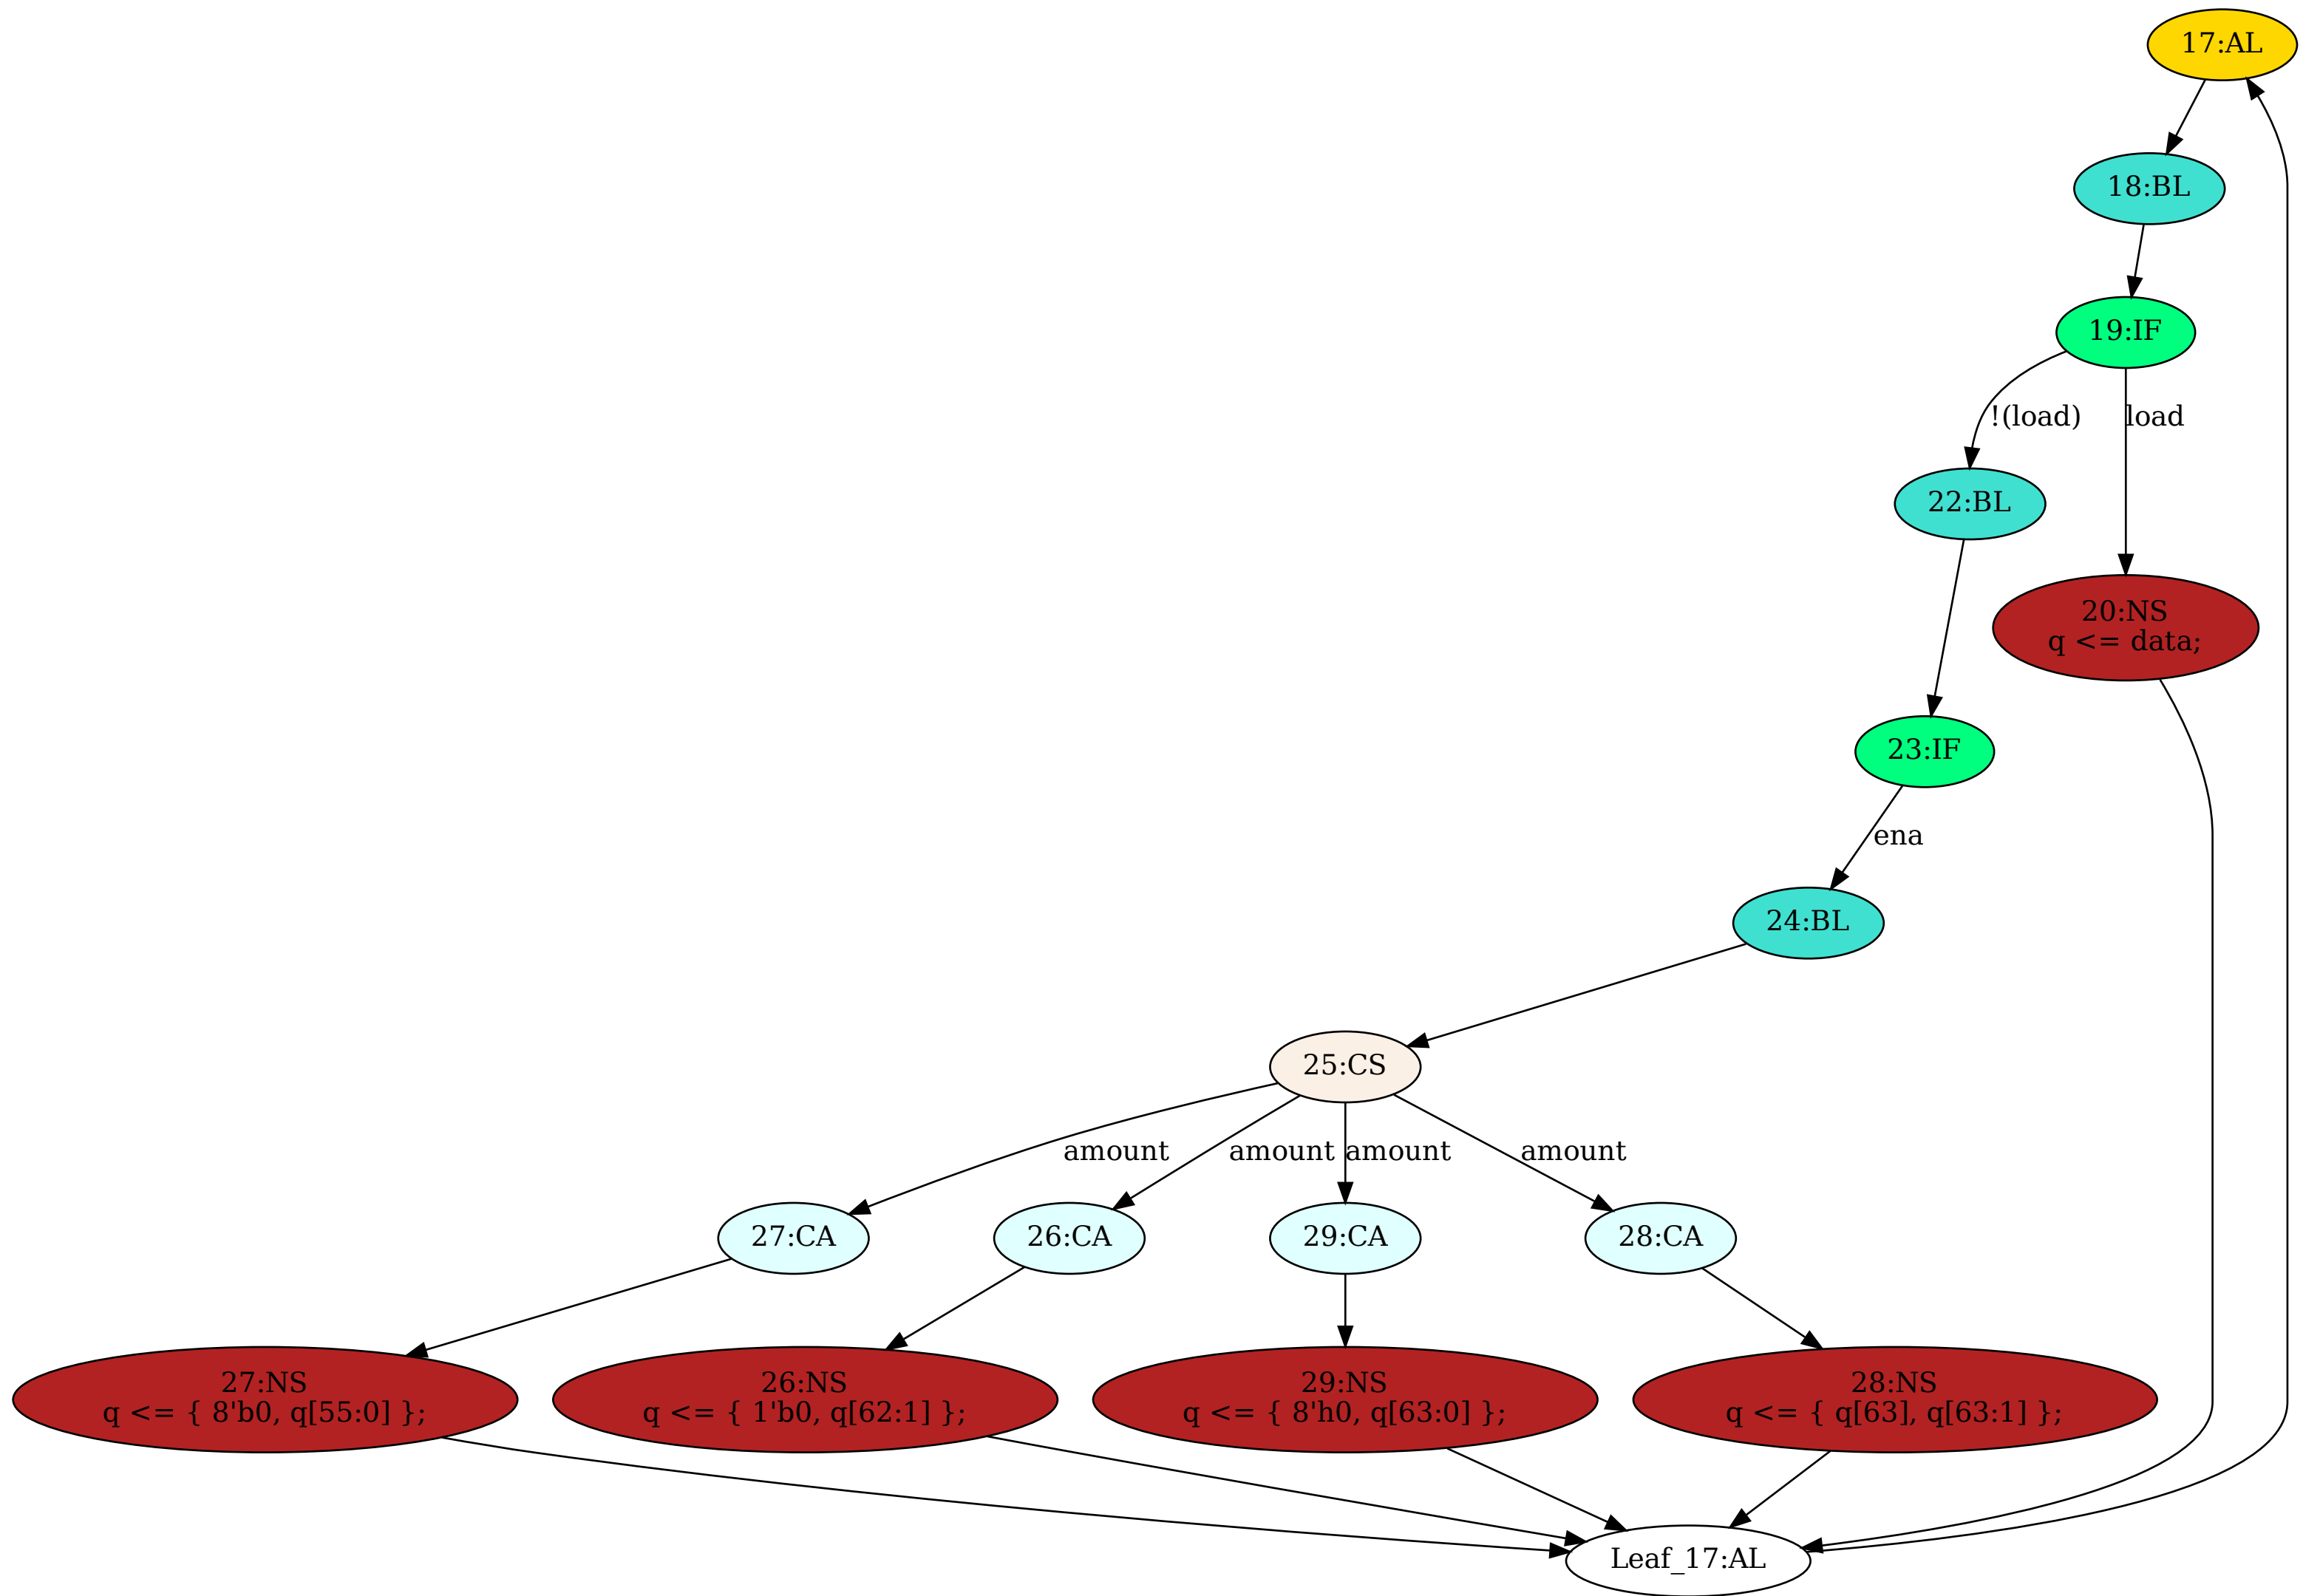 17:AL
18:BL
19:IF
!(load)
load
22:BL
20:NS
q <= data;
23:IF
ena
24:BL
25:CS
amount
amount
amount
amount
27:CA
26:CA
29:CA
28:CA
27:NS
q <= { 8'b0, q[55:0] };
26:NS
q <= { 1'b0, q[62:1] };
29:NS
q <= { 8'h0, q[63:0] };
28:NS
q <= { q[63], q[63:1] };
Leaf_17:AL